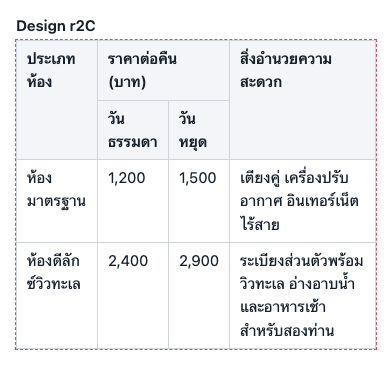 Design r2C
ประเภท
ห้อง
ราคาต่อคืน
(บาท)
สิ่งอำนวยความ
สะดวก
วัน
ธรรมดา
วัน
หยุด
ห้อง
มาตรฐาน
1,200
1,500
เตียงคู่ เครื่องปรับ
อากาศ อินเทอร์เน็ต
ไร้สาย
ห้องดีลัก
ซ์วิวทะเล
2,400
2,900
ระเบียงส่วนตัวพร้อม
วิวทะเล อ่างอาบน้ำ
และอาหารเช้า
สำหรับสองท่าน